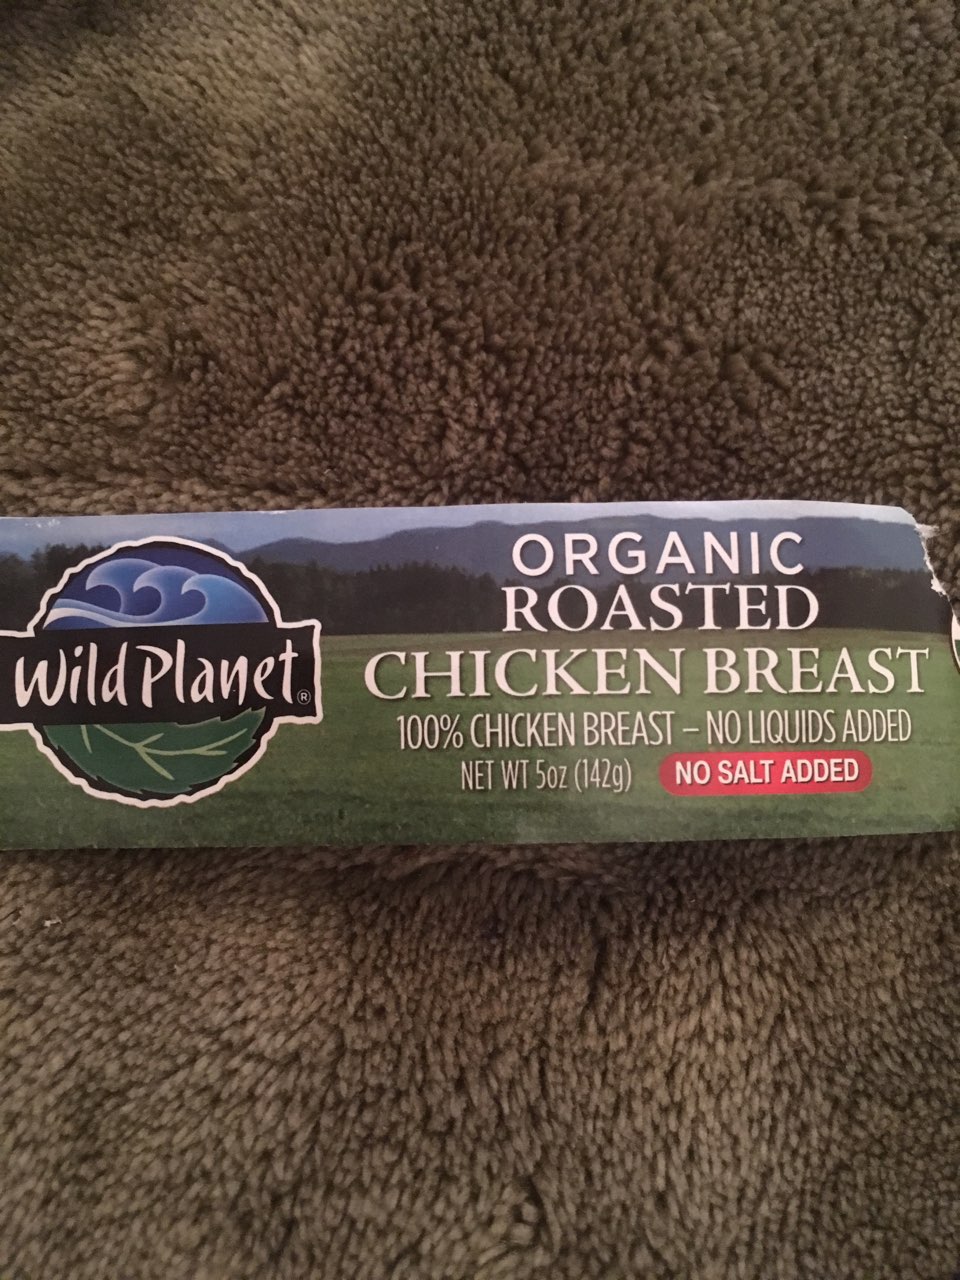 Wild Planet®
ORGANIC
ROASTED
CHICKEN BREAST
100% CHICKEN BREAST – NO LIQUIDS ADDED
NET WT 5oz (142g) NO SALT ADDED